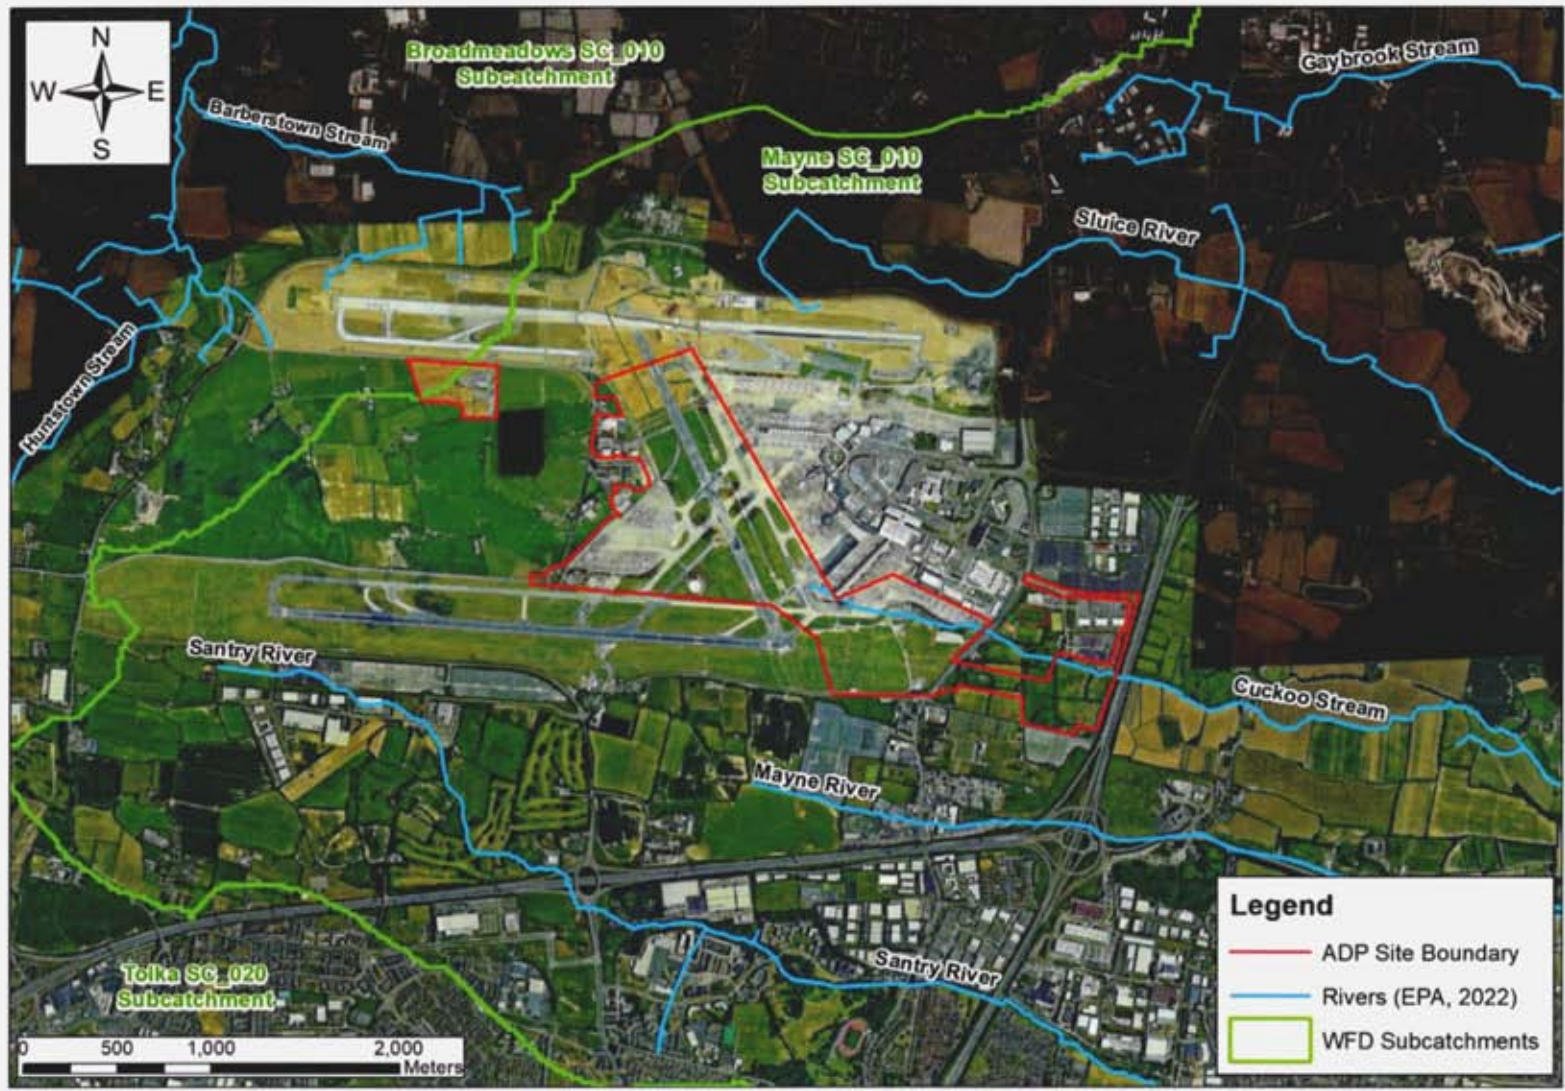 N
W E
S
Broadmeadows SC_010
Subcatchment
Gaybrook Stream
Barberstown Stream
Mayne SC_010
Subcatchment
Sluice River
Huntstown Stream
Santry River
Cuckoo Stream
Mayne River
Santry River
Tolka SC_020
Subcatchment
0 500 1,000 2,000
Meters
Legend
ADP Site Boundary
Rivers (EPA, 2022)
WFD Subcatchments